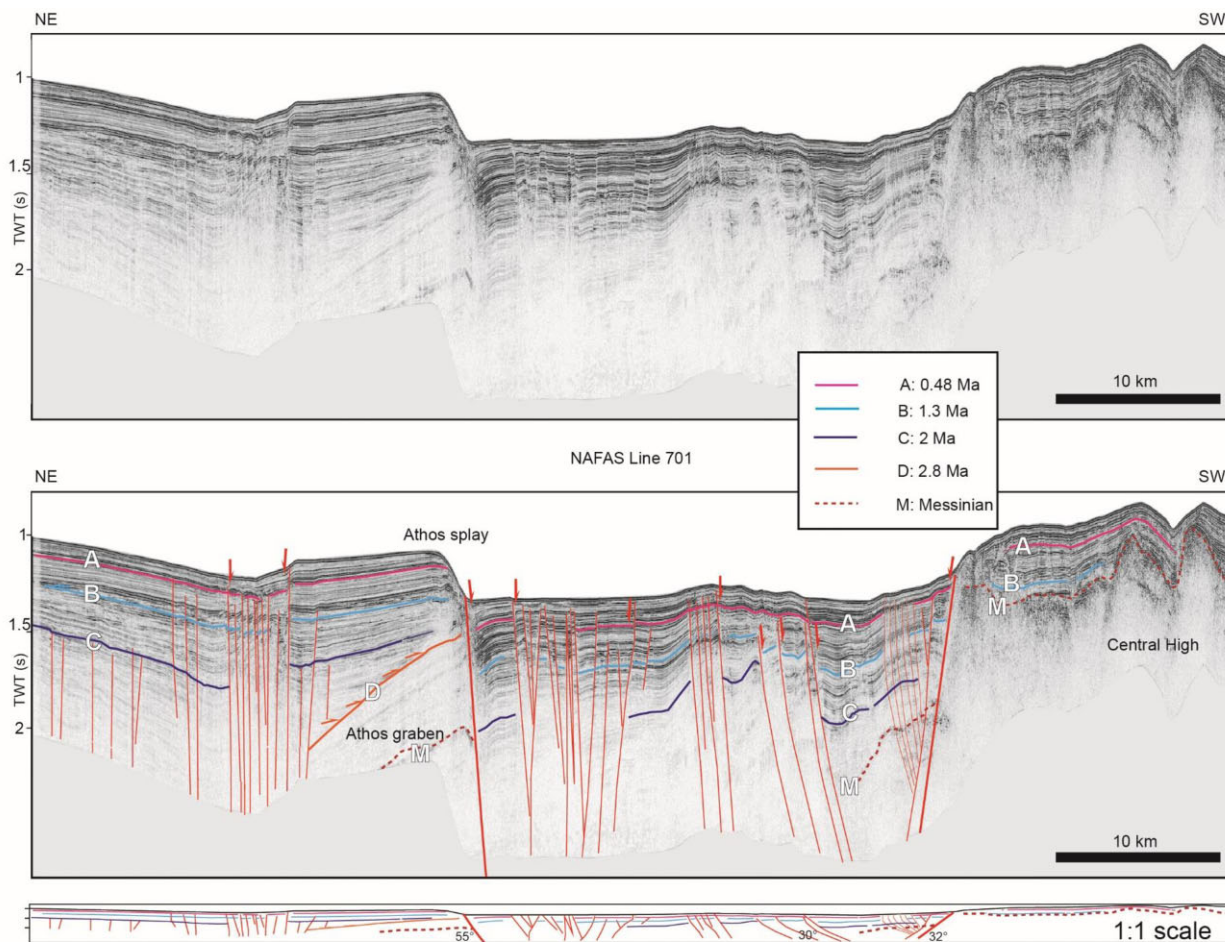 NE SW
1
1.5
TWT (s)
2
A: 0.48 Ma
B: 1.3 Ma
C: 2 Ma
D: 2.8 Ma
M: Messinian
10 km
NAFAS Line 701
NE SW
1
Athos splay
A A A
B B
1.5
C B
TWT (s)
M
Central High
D
C
2
Athos graben
M
M
10 km
55° 30° 32°
1:1 scale